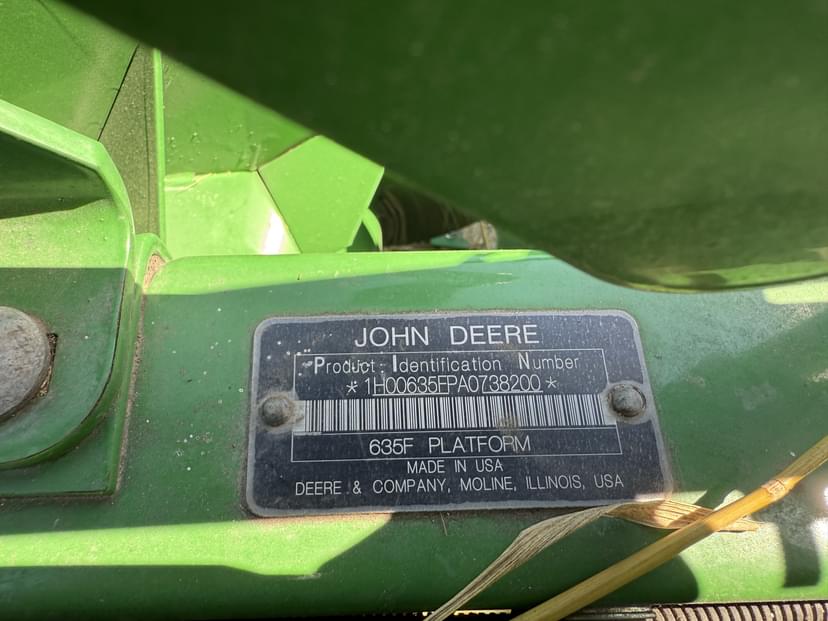 JOHN DEERE
Product Identification Number
*1H00635FPA0738200*
635F PLATFORM
MADE IN USA
DEERE & COMPANY, MOLINE, ILLINOIS, USA